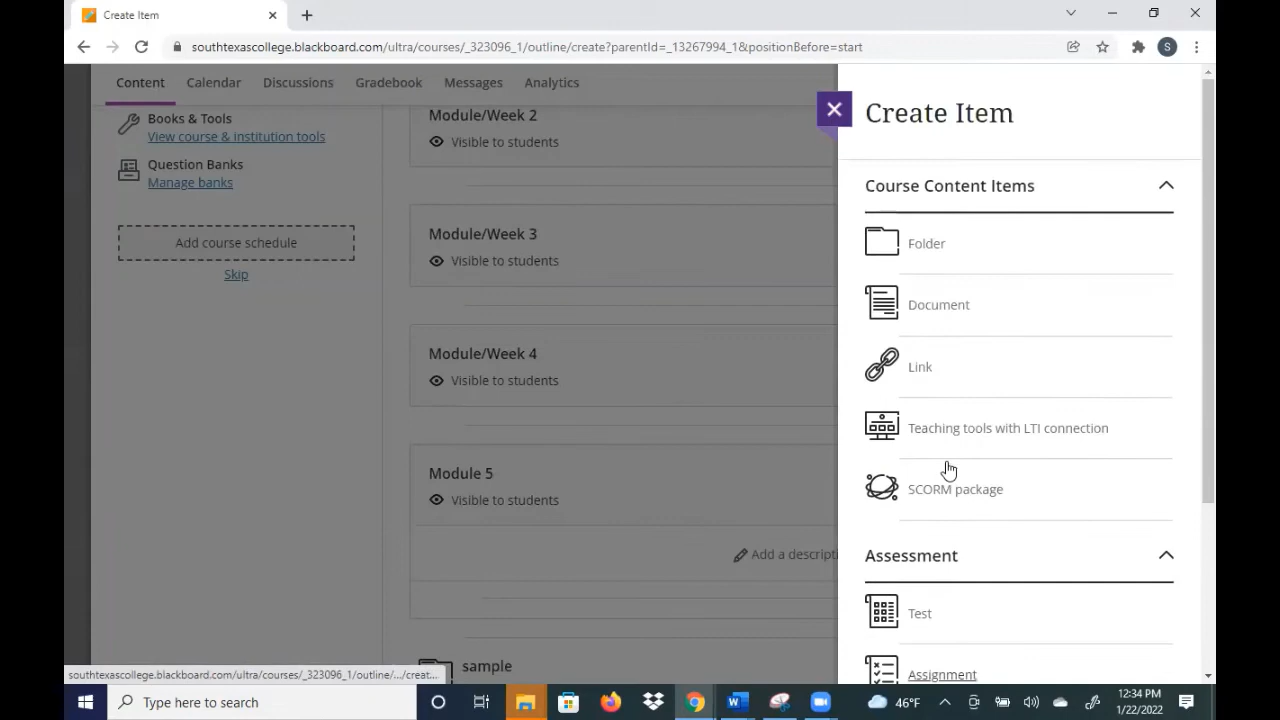 Create Item
southtexascollege.blackboard.com/ultra/courses/_323096_1/outline/create?parentId=_13267994_1&positionBefore=start
S
Content
Calendar
Discussions
Gradebook
Messages
Analytics
Books & Tools
View course & institution tools
Question Banks
Manage banks
Add course schedule
Skip
Module/Week 2
Visible to students
Module/Week 3
Visible to students
Module/Week 4
Visible to students
Module 5
Visible to students
Add a descripti
sample
Create Item
Course Content Items
Folder
Document
Link
Teaching tools with LTI connection
SCORM package
Assessment
Test
Assignment
southtexascollege.blackboard.com/ultra/courses/_323096_1/outline/.../creat...
Type here to search
46°F
12:34 PM
1/22/2022